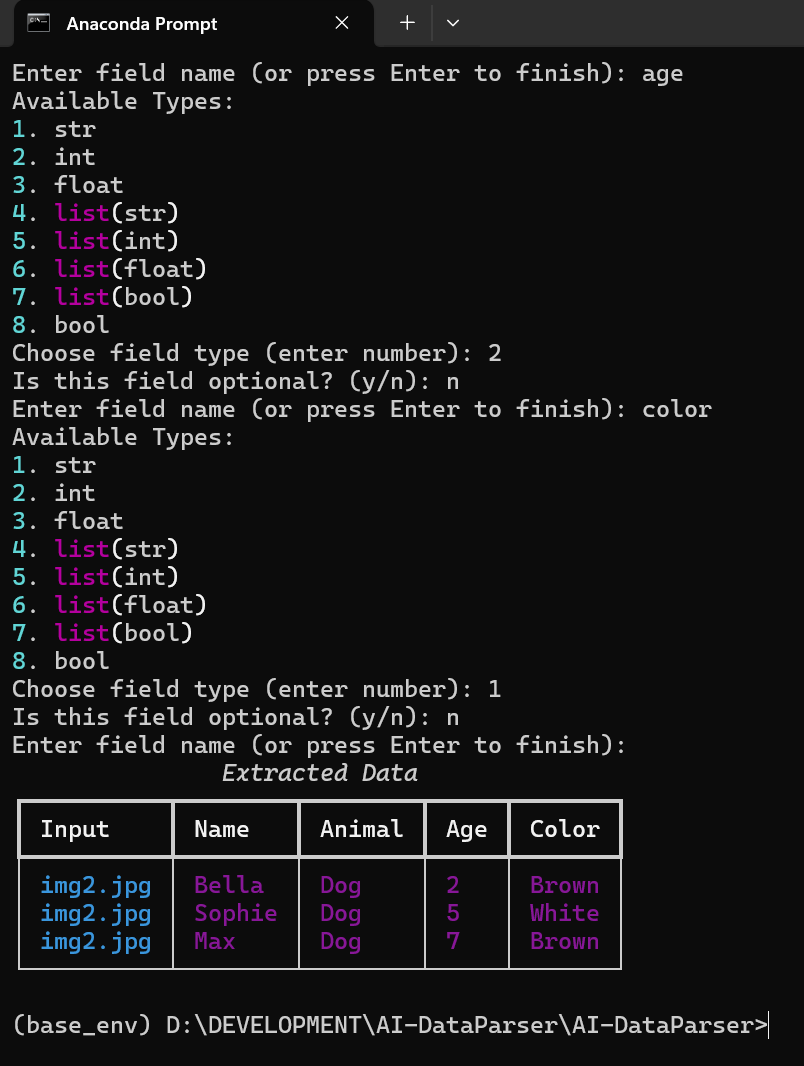 Anaconda Prompt
Enter field name (or press Enter to finish): age
Available Types:
1. str
2. int
3. float
4. list(str)
5. list(int)
6. list(float)
7. list(bool)
8. bool
Choose field type (enter number): 2
Is this field optional? (y/n): n
Enter field name (or press Enter to finish): color
Available Types:
1. str
2. int
3. float
4. list(str)
5. list(int)
6. list(float)
7. list(bool)
8. bool
Choose field type (enter number): 1
Is this field optional? (y/n): n
Enter field name (or press Enter to finish):
Extracted Data
Input Name Animal Age Color
img2.jpg Bella Dog 2 Brown
img2.jpg Sophie Dog 5 White
img2.jpg Max Dog 7 Brown
(base_env) D:\DEVELOPMENT\AI-DataParser\AI-DataParser>